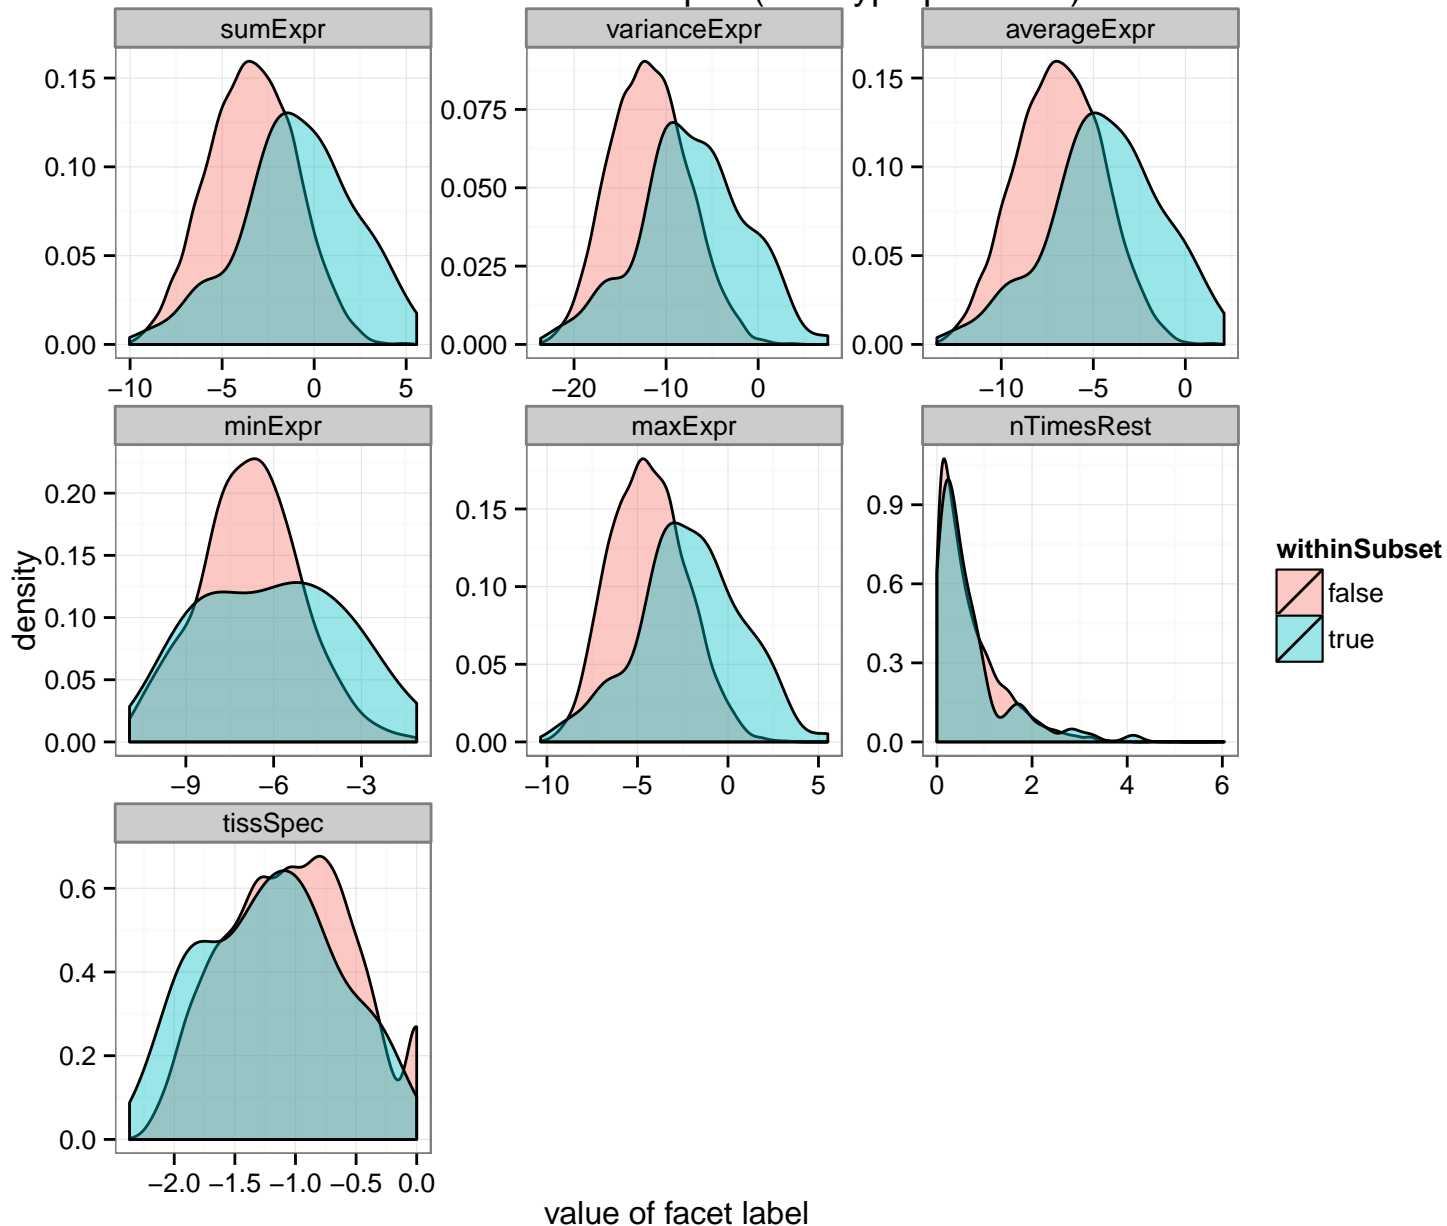 sumExpr
varianceExpr
averageExpr
0.15
0.10
0.05
0.00
0.075
0.050
0.025
0.000
0.15
0.10
0.05
0.00
−10 −5 0 5
−20 −10 0
−10 −5 0
minExpr
maxExpr
nTimesRest
density
0.20
0.15
0.10
0.05
0.00
0.15
0.10
0.05
0.00
0.9
0.6
0.3
0.0
withinSubset
false
true
−9 −6 −3
−10 −5 0 5
0 2 4 6
tissSpec
0.6
0.4
0.2
0.0
−2.0 −1.5 −1.0 −0.5 0.0
value of facet label